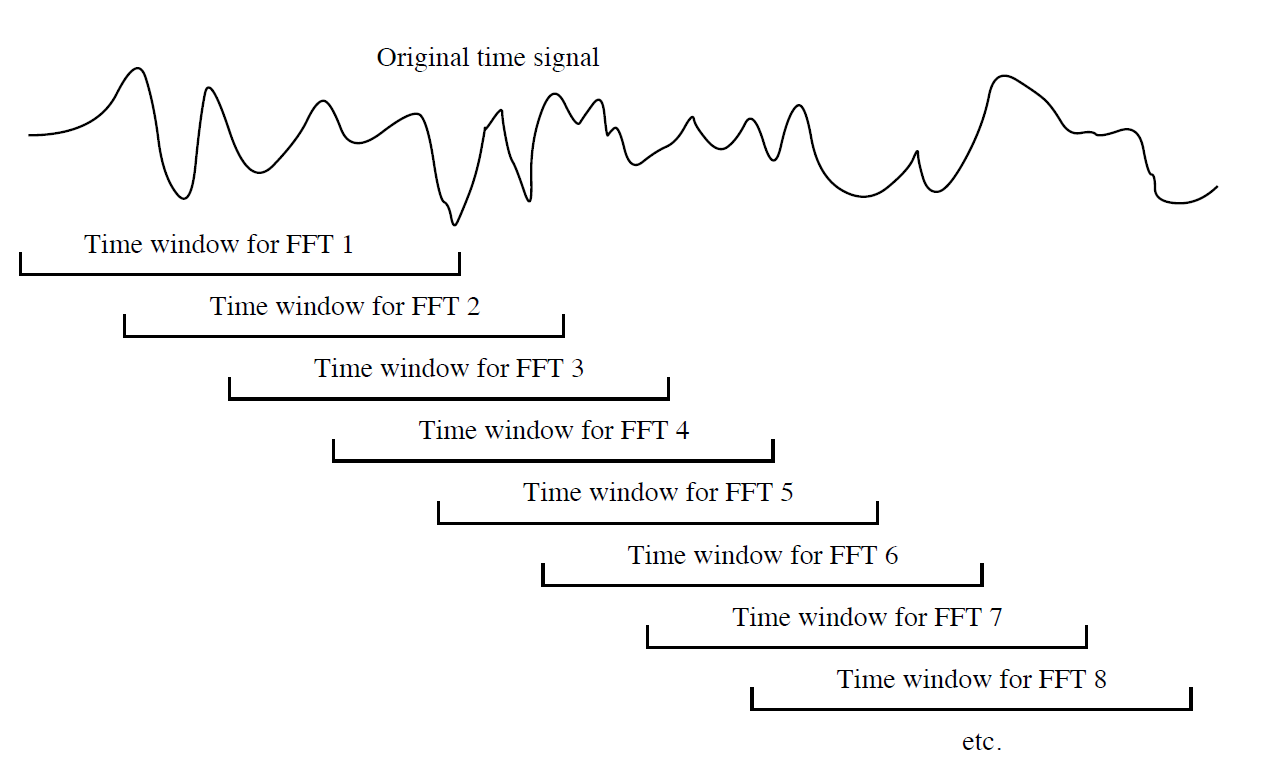 Original time signal
Time window for FFT 1
Time window for FFT 2
Time window for FFT 3
Time window for FFT 4
Time window for FFT 5
Time window for FFT 6
Time window for FFT 7
Time window for FFT 8
etc.